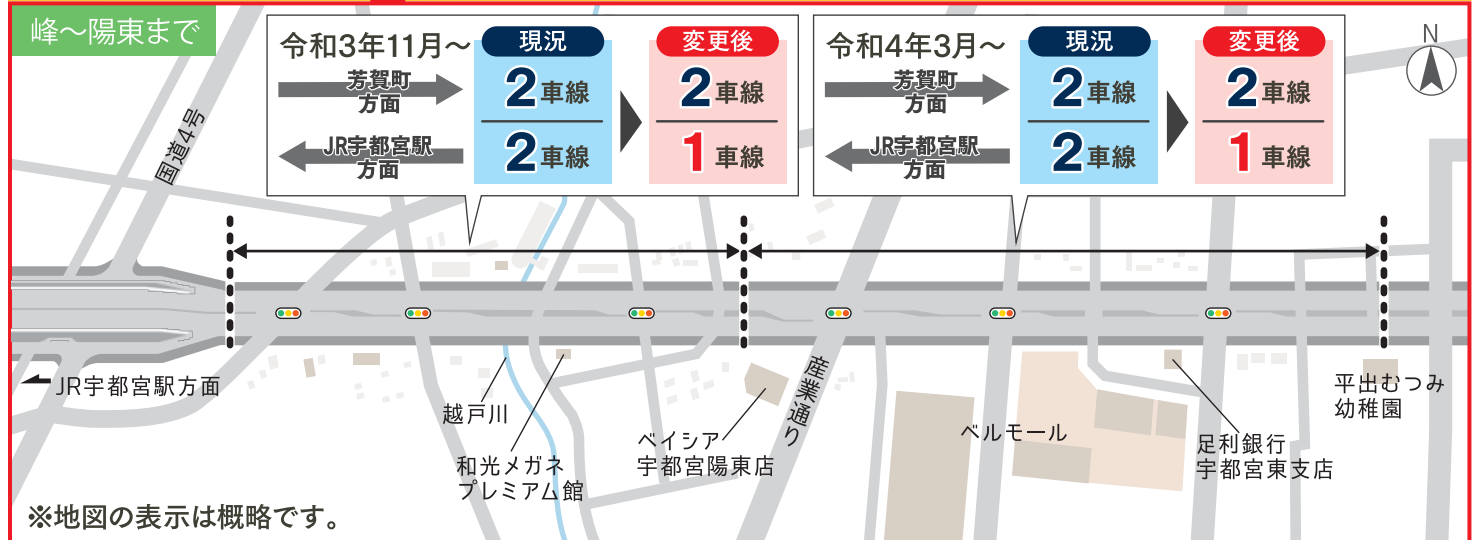 峰～陽東まで
令和3年11月～
芳賀町
方面
JR宇都宮駅
方面
現況
2車線
2車線
変更後
2車線
1車線
令和4年3月～
芳賀町
方面
JR宇都宮駅
方面
現況
2車線
2車線
変更後
2車線
1車線
N
国道4号
JR宇都宮駅方面
越戸川
和光メガネ
プレミアム館
ベイシア
宇都宮陽東店
産業通り
ベルモール
足利銀行
宇都宮東支店
平出むつみ
幼稚園
※地図の表示は概略です。